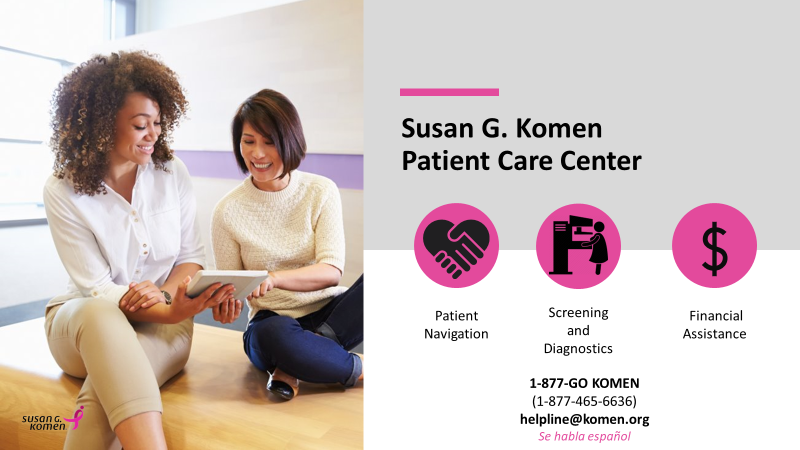 Susan G. Komen
Patient Care Center
Patient
Navigation
Screening
and
Diagnostics
Financial
Assistance
1-877-GO KOMEN
(1-877-465-6636)
helpline@komen.org
Se habla español
susan g.
komen